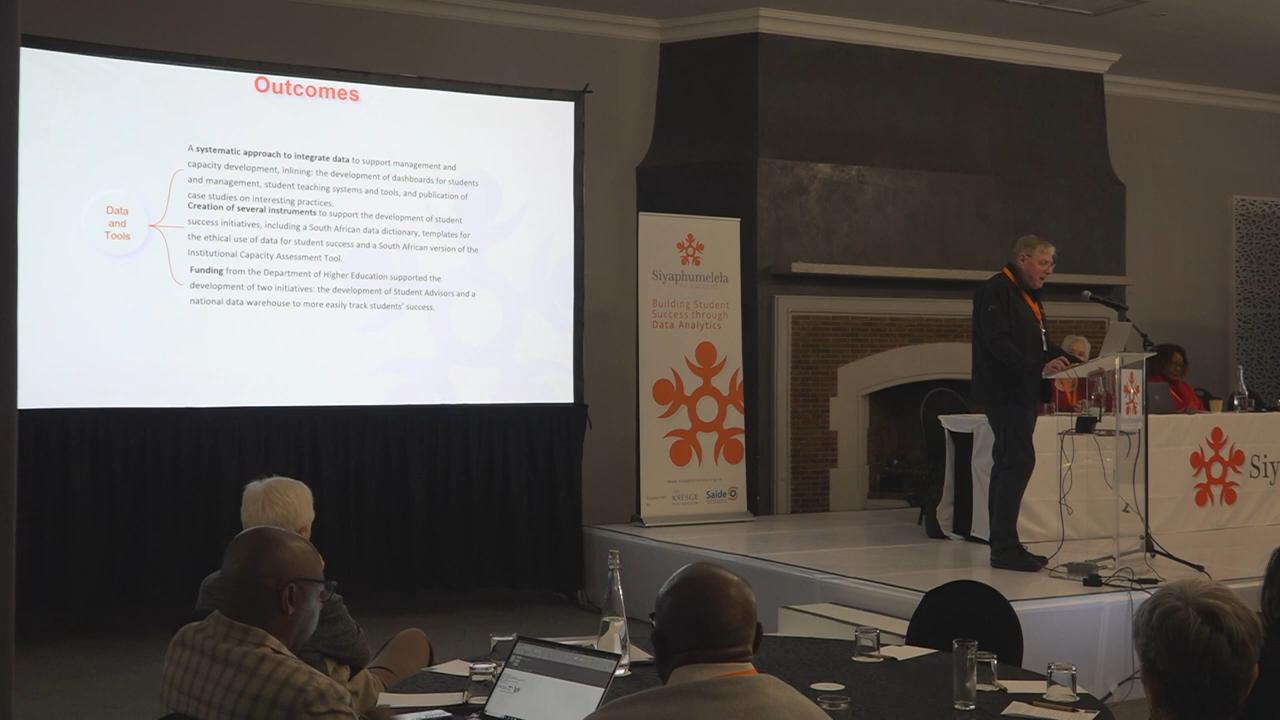 Outcomes
A systematic approach to integrate data to support management and
capacity development, inlining: the development of dashboards for students
and management, student teaching systems and tools, and publication of
case studies on interesting practices.
Creation of several instruments to support the development of student
success initiatives, including a South African data dictionary, templates for
the ethical use of data for student success and a South African version of the
Institutional Capacity Assessment Tool.
Funding from the Department of Higher Education supported the
development of two initiatives: the development of Student Advisors and a
national data warehouse to more easily track students' success.
Data
and
Tools
Siyaphumelela
Building Student
Success through
Data Analytics
KRESGE
Saide
Siy